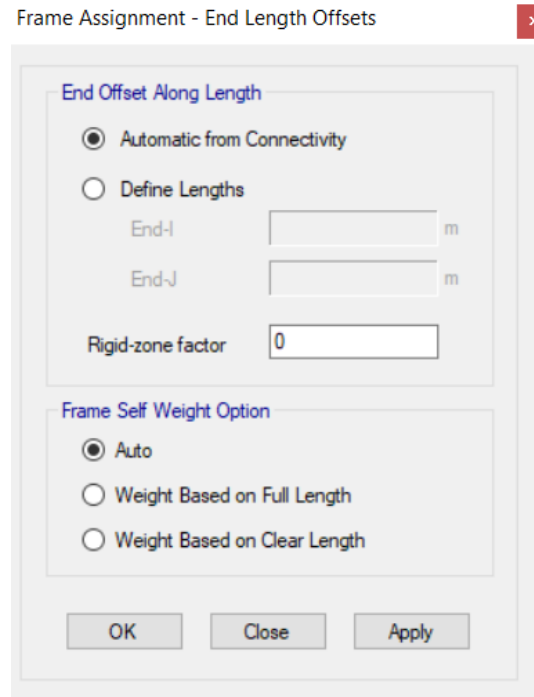 Frame Assignment - End Length Offsets
End Offset Along Length
Automatic from Connectivity
Define Lengths
End-I m
End-J m
Rigid-zone factor 0
Frame Self Weight Option
Auto
Weight Based on Full Length
Weight Based on Clear Length
OK Close Apply